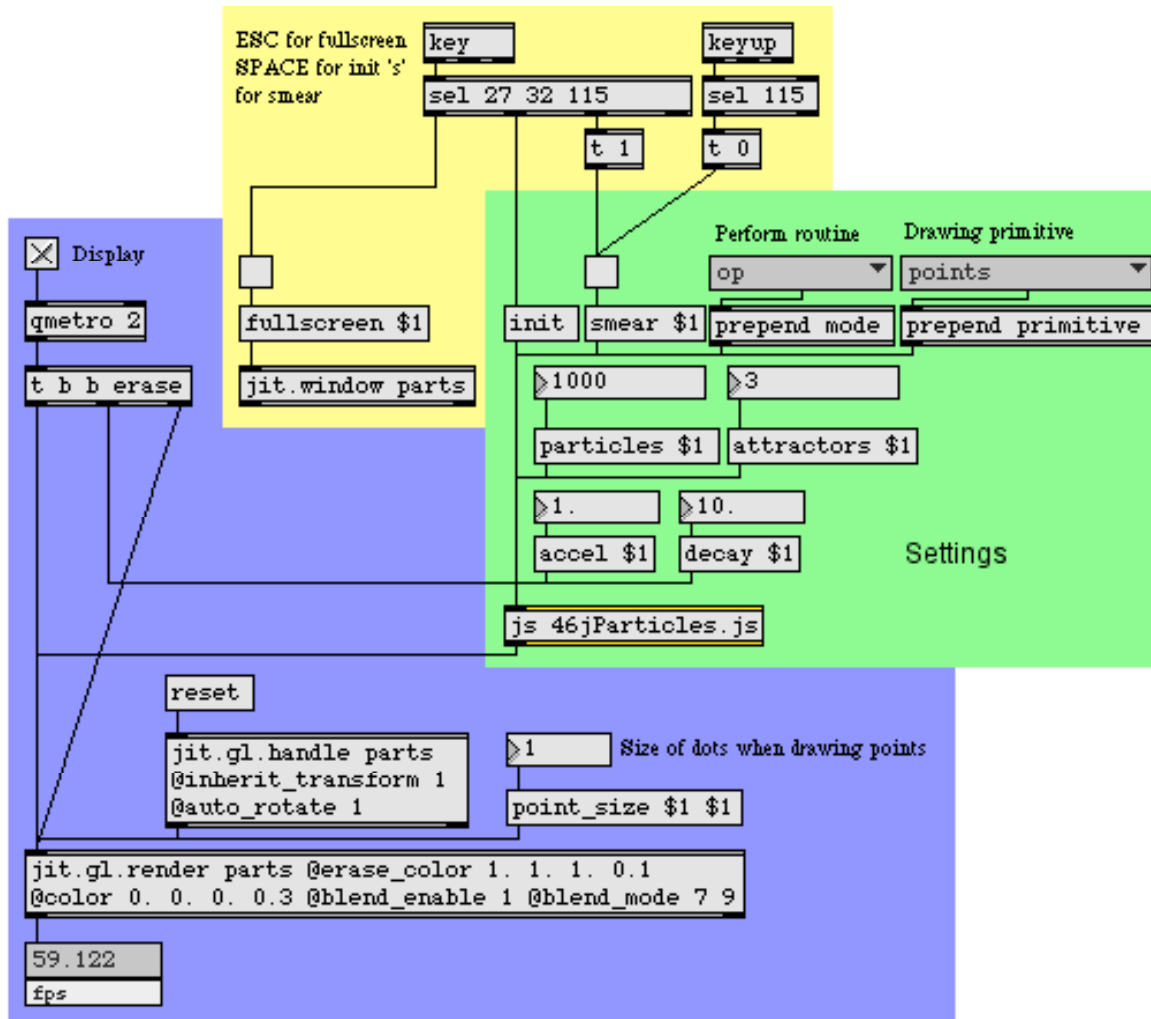 ESC for fullscreen
SPACE for init 's'
for smear
key
keyup
sel 27 32 115
sel 115
t 1
t 0
Display
Perform routine
Drawing primitive
op
points
qmetro 2
fullscreen $1
init
smear $1
prepend mode
prepend primitive
t b b erase
jit.window parts
1000
3
particles $1
attractors $1
1.
10.
accel $1
decay $1
Settings
js 46jParticles.js
reset
jit.gl.handle parts
@inherit_transform 1
@auto_rotate 1
1
Size of dots when drawing points
point_size $1 $1
jit.gl.render parts @erase_color 1. 1. 1. 0.1
@color 0. 0. 0. 0.3 @blend_enable 1 @blend_mode 7 9
59.122
fps